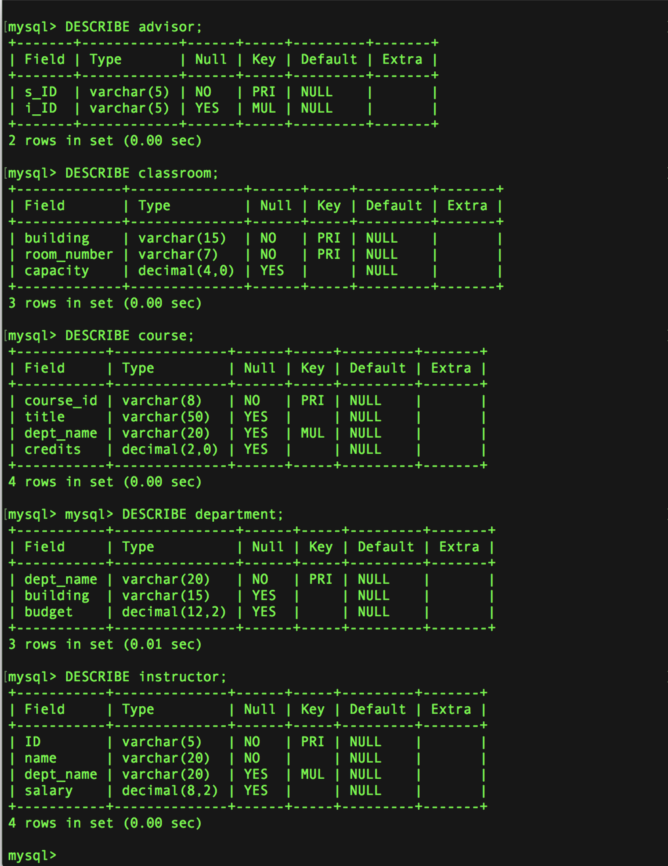 [mysql> DESCRIBE advisor;
+-------+------------+------+-----+---------+-------+
| Field | Type       | Null | Key | Default | Extra |
+-------+------------+------+-----+---------+-------+
| s_ID  | varchar(5) | NO   | PRI | NULL    |       |
| i_ID  | varchar(5) | YES  | MUL | NULL    |       |
+-------+------------+------+-----+---------+-------+
2 rows in set (0.00 sec)
[mysql> DESCRIBE classroom;
+-------------+--------------+------+-----+---------+-------+
| Field       | Type         | Null | Key | Default | Extra |
+-------------+--------------+------+-----+---------+-------+
| building    | varchar(15)  | NO   | PRI | NULL    |       |
| room_number | varchar(7)   | NO   | PRI | NULL    |       |
| capacity    | decimal(4,0) | YES  |     | NULL    |       |
+-------------+--------------+------+-----+---------+-------+
3 rows in set (0.00 sec)
[mysql> DESCRIBE course;
+-----------+--------------+------+-----+---------+-------+
| Field     | Type         | Null | Key | Default | Extra |
+-----------+--------------+------+-----+---------+-------+
| course_id | varchar(8)   | NO   | PRI | NULL    |       |
| title     | varchar(50)  | YES  |     | NULL    |       |
| dept_name | varchar(20)  | YES  | MUL | NULL    |       |
| credits   | decimal(2,0) | YES  |     | NULL    |       |
+-----------+--------------+------+-----+---------+-------+
4 rows in set (0.00 sec)
[mysql> mysql> DESCRIBE department;
+-----------+---------------+------+-----+---------+-------+
| Field     | Type          | Null | Key | Default | Extra |
+-----------+---------------+------+-----+---------+-------+
| dept_name | varchar(20)   | NO   | PRI | NULL    |       |
| building  | varchar(15)   | YES  |     | NULL    |       |
| budget    | decimal(12,2) | YES  |     | NULL    |       |
+-----------+---------------+------+-----+---------+-------+
3 rows in set (0.01 sec)
[mysql> DESCRIBE instructor;
+-----------+--------------+------+-----+---------+-------+
| Field     | Type         | Null | Key | Default | Extra |
+-----------+--------------+------+-----+---------+-------+
| ID        | varchar(5)   | NO   | PRI | NULL    |       |
| name      | varchar(20)  | NO   |     | NULL    |       |
| dept_name | varchar(20)  | YES  | MUL | NULL    |       |
| salary    | decimal(8,2) | YES  |     | NULL    |       |
+-----------+--------------+------+-----+---------+-------+
4 rows in set (0.00 sec)
mysql>